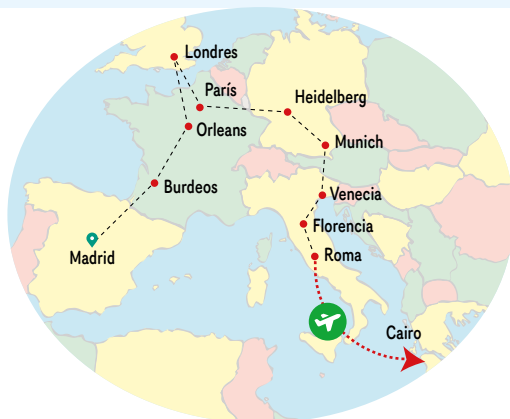 Londres
París
Heidelberg
Orleans
Munich
Burdeos
Venecia
Florencia
Madrid
Roma
Cairo